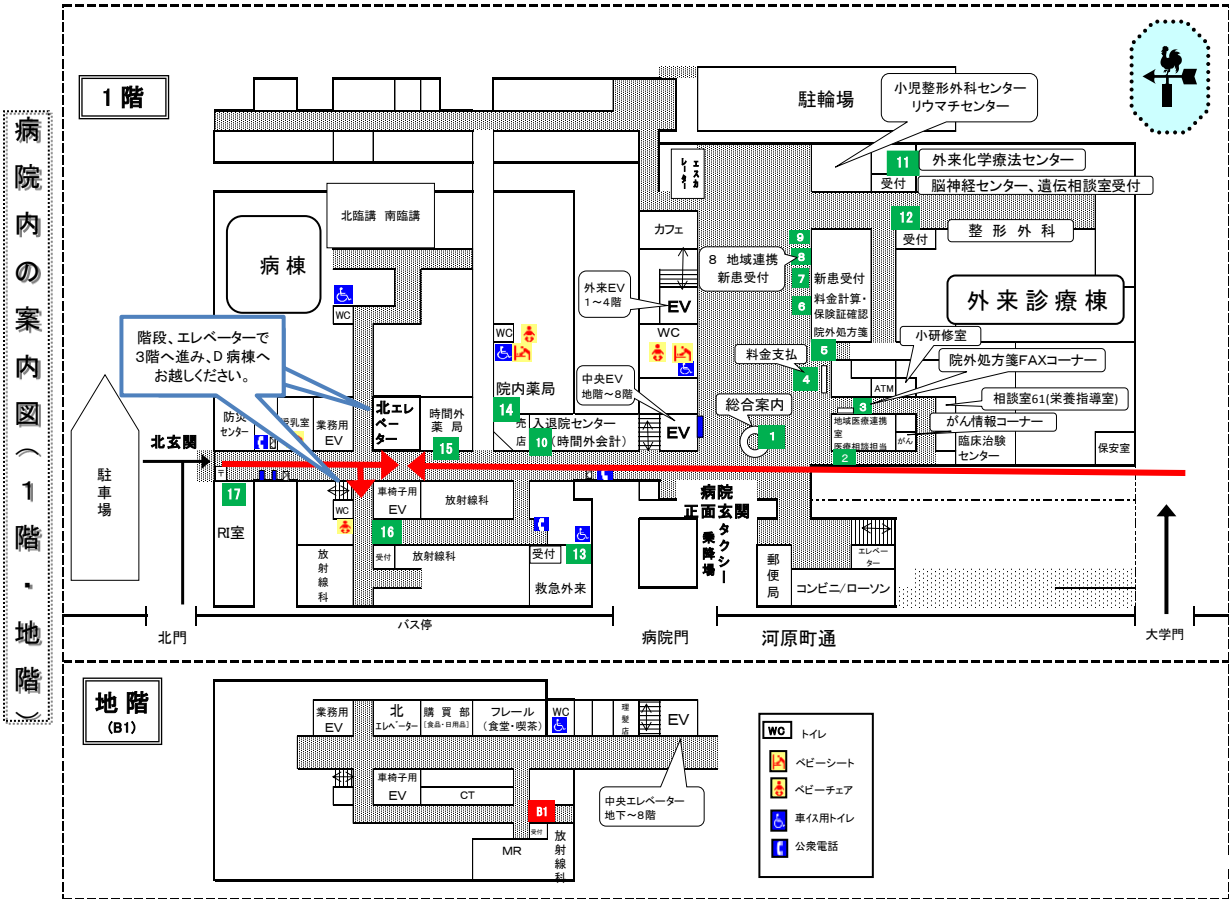 病院内の案内図(1階・地階)
1 階
駐輪場
小児整形外科センター
リウマチセンター
11
外来化学療法センター
受付
脳神経センター、遺伝相談室受付
12
受付
整 形 外 科
エスカレーター
北臨講 南臨講
病 棟
カフェ
9
8
7
6
8 地域連携
新患受付
新患受付
料金計算・
保険証確認
院外処方箋
外来EV
1～4階
EV
外来診療棟
WC
WC
WC
階段、エレベーターで
3階へ進み、D 病棟へ
お越しください。
小研修室
院外処方箋FAXコーナー
5
料金支払
4
ATM
相談室61(栄養指導室)
3
がん情報コーナー
中央EV
地階～8階
院内薬局
14
総合案内
1
地域医療連携
室
医療相談担当
2
がん
臨床治験
センター
保安室
防災
センター
業務用
EV
北エレ
ベー
ター
時間外
薬 局
15
売
店
入退院センター
10
(時間外会計)
EV
北玄関
駐車場
〒
17
RI室
WC
車椅子用
EV
放射線科
16
受付
放射線科
放射線科
受付
13
救急外来
病院
正面玄関
タクシー
乗降場
郵便局
エレベー
ター
コンビニ/ローソン
北門
バス停
病院門
河原町通
大学門
地 階
(B1)
業務用
EV
北
エレベーター
購 買 部
[食品・日用品]
フレール
(食堂・喫茶)
WC
理髪店
EV
車椅子用
EV
CT
B1
受付
MR
放射線科
中央エレベーター
地下～8階
WC
トイレ
ベビーシート
ベビーチェア
車イス用トイレ
公衆電話